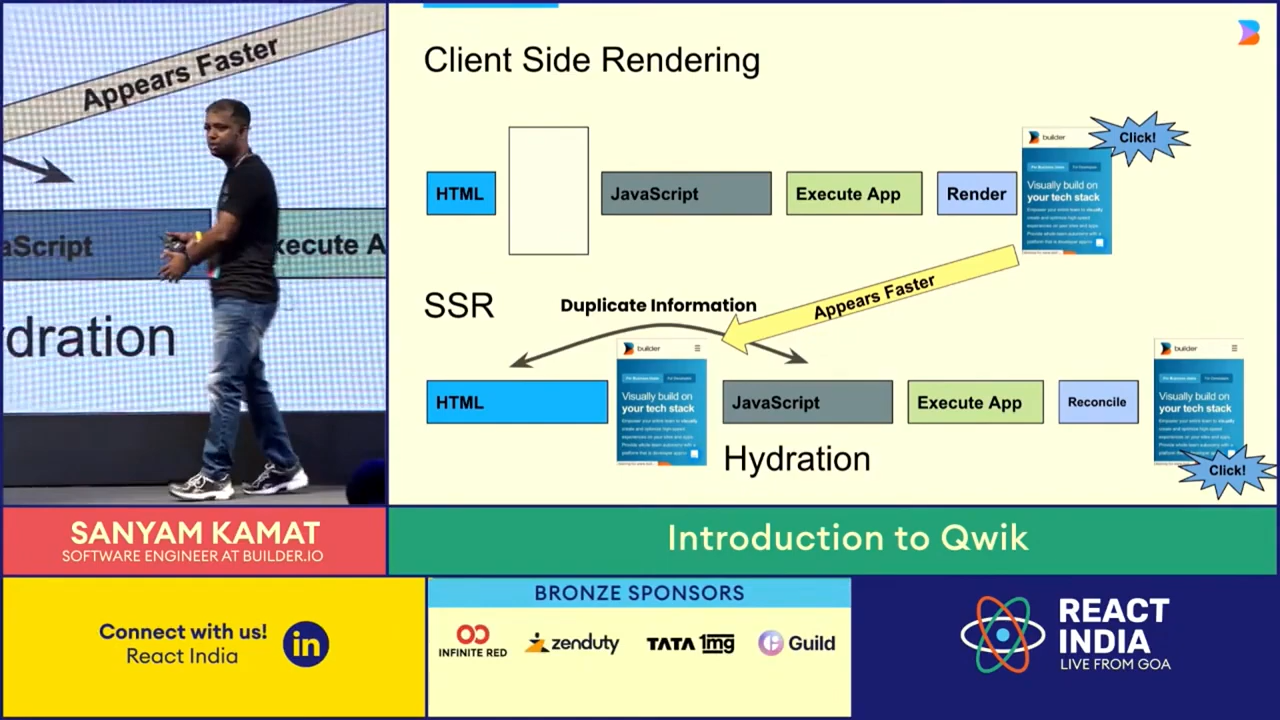 Appears Faster
aScript
xecute A
dration
Client Side Rendering
HTML
JavaScript
Execute App
Render
builder
Visually build on
your tech stack
Click!
Appears Faster
SSR
Duplicate Information
HTML
builder
Visually build on
your tech stack
JavaScript
Execute App
Reconcile
builder
Visually build on
your tech stack
Click!
Hydration
SANYAM KAMAT
SOFTWARE ENGINEER AT BUILDER.IO
Introduction to Qwik
Connect with us!
React India
in
BRONZE SPONSORS
INFINITE RED
zenduty
TATA 1mg
Guild
REACT
INDIA
LIVE FROM GOA